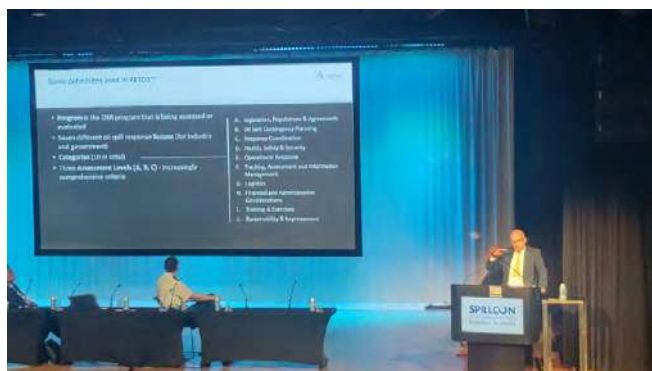 Some definitions used in RETOS™
• Program is the OSR program that is being assessed or
evaluated
• Seven different oil spill response Scopes (for industry
and government)
• Categories (10 in total)
• Three Assessment Levels (A, B, C) - increasingly
comprehensive criteria
A. Legislation, Regulations & Agreements
B. Oil Spill Contingency Planning
C. Response Coordination
D. Health, Safety & Security
E. Operational Response
F. Tracking, Assessment and Information
Management
G. Logistics
H. Financial and Administrative
Considerations
I. Training & Exercises
J. Sustainability & Improvement
SPILLCON